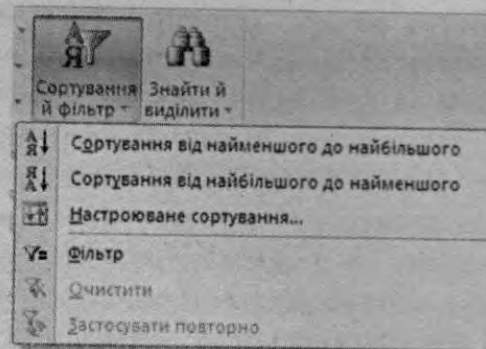 Сортування й фільтр
Знайти й виділити
Сортування від найменшого до найбільшого
Сортування від найбільшого до найменшого
Настроюване сортування...
Фільтр
Очистити
Застосувати повторно